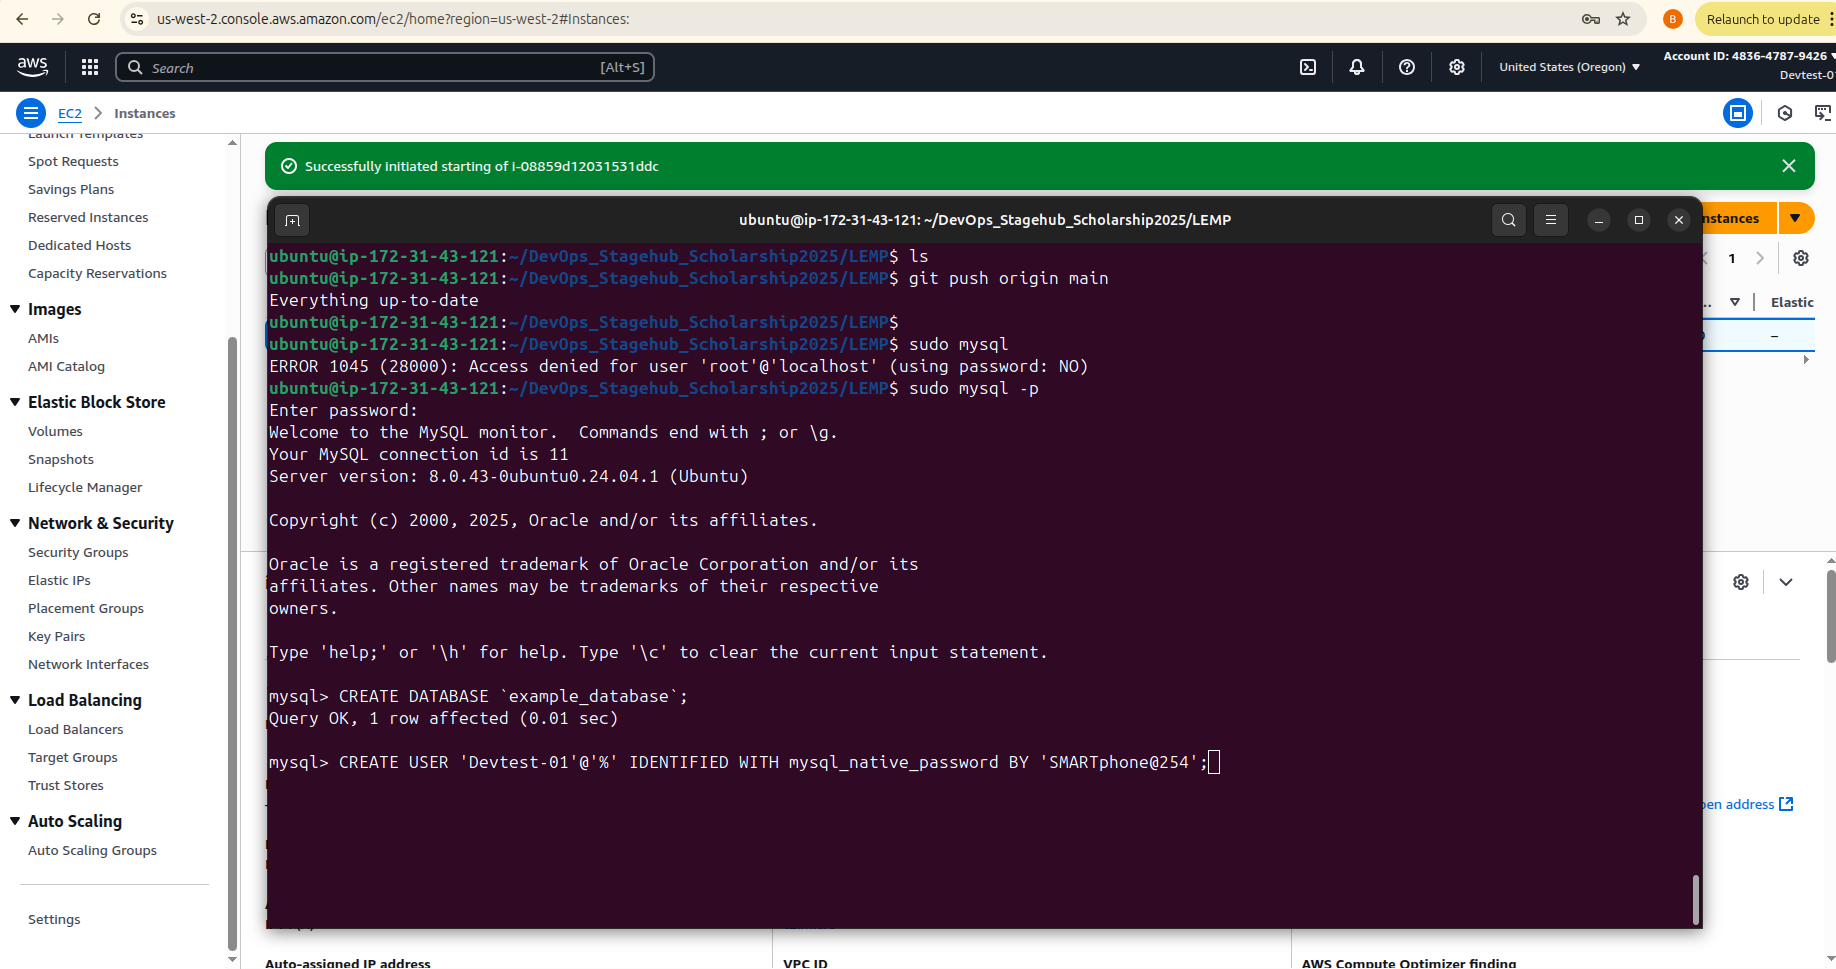 us-west-2.console.aws.amazon.com/ec2/home?region=us-west-2#Instances:
B
Relaunch to update
aws
Search
[Alt+S]
United States (Oregon)
Account ID: 4836-4787-9426
Devtest-0
EC2
Instances
Launch Templates
Spot Requests
Savings Plans
Reserved Instances
Dedicated Hosts
Capacity Reservations
Images
AMIs
AMI Catalog
Elastic Block Store
Volumes
Snapshots
Lifecycle Manager
Network & Security
Security Groups
Elastic IPs
Placement Groups
Key Pairs
Network Interfaces
Load Balancing
Load Balancers
Target Groups
Trust Stores
Auto Scaling
Auto Scaling Groups
Settings
Successfully initiated starting of i-08859d12031531ddc
nstances
1
..
Elastic
–
ubuntu@ip-172-31-43-121: ~/DevOps_Stagehub_Scholarship2025/LEMP
ubuntu@ip-172-31-43-121:~/DevOps_Stagehub_Scholarship2025/LEMP$ ls
ubuntu@ip-172-31-43-121:~/DevOps_Stagehub_Scholarship2025/LEMP$ git push origin main
Everything up-to-date
ubuntu@ip-172-31-43-121:~/DevOps_Stagehub_Scholarship2025/LEMP$
ubuntu@ip-172-31-43-121:~/DevOps_Stagehub_Scholarship2025/LEMP$ sudo mysql
ERROR 1045 (28000): Access denied for user 'root'@'localhost' (using password: NO)
ubuntu@ip-172-31-43-121:~/DevOps_Stagehub_Scholarship2025/LEMP$ sudo mysql -p
Enter password:
Welcome to the MySQL monitor.  Commands end with ; or \g.
Your MySQL connection id is 11
Server version: 8.0.43-0ubuntu0.24.04.1 (Ubuntu)
Copyright (c) 2000, 2025, Oracle and/or its affiliates.
Oracle is a registered trademark of Oracle Corporation and/or its
affiliates. Other names may be trademarks of their respective
owners.
Type 'help;' or '\h' for help. Type '\c' to clear the current input statement.
mysql> CREATE DATABASE `example_database`;
Query OK, 1 row affected (0.01 sec)
mysql> CREATE USER 'Devtest-01'@'%' IDENTIFIED WITH mysql_native_password BY 'SMARTphone@254';
pen address
Auto-assigned IP address
VPC ID
AWS Compute Optimizer finding